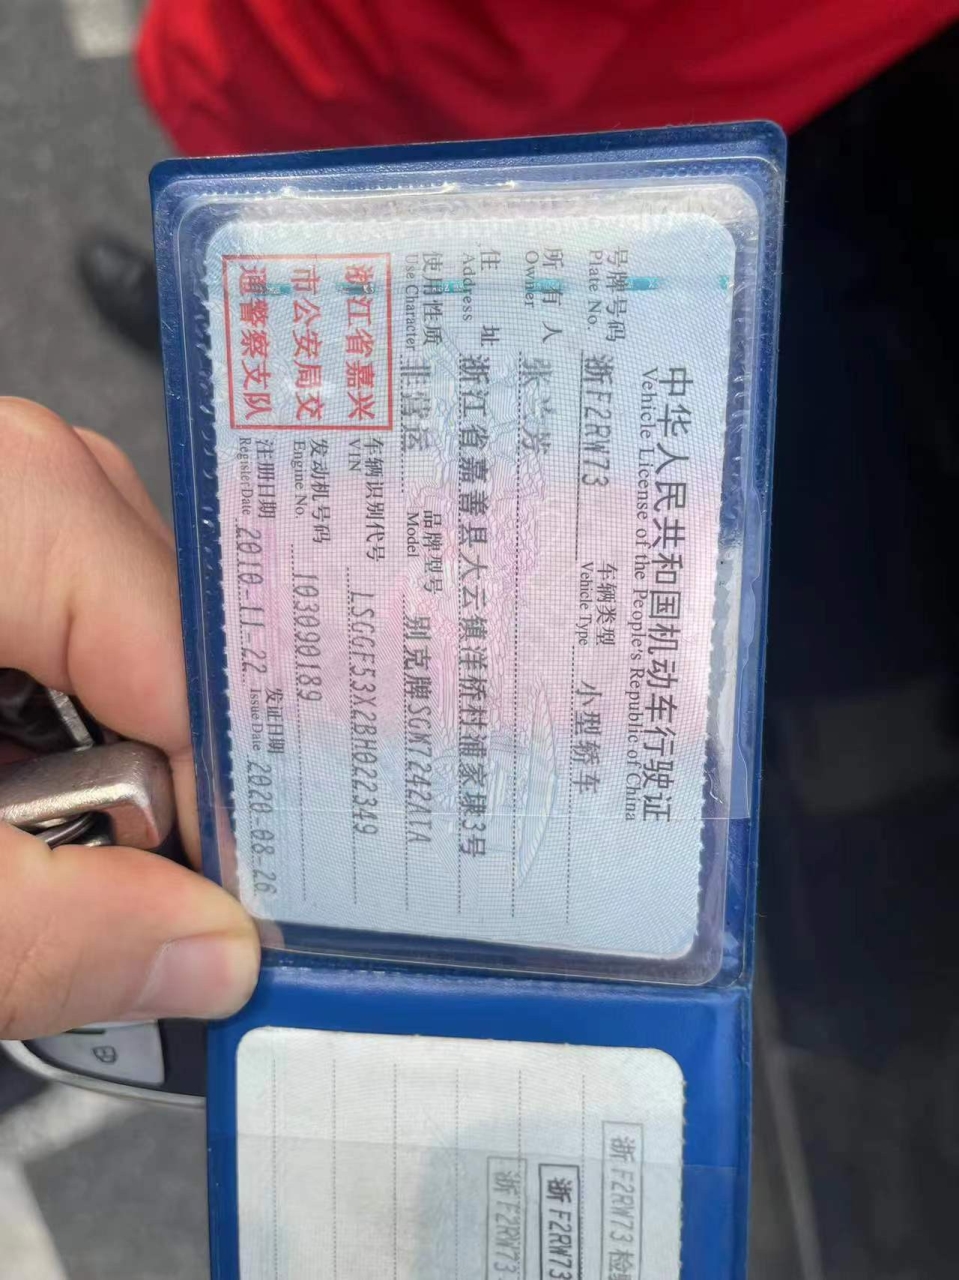 中华人民共和国机动车行驶证
Vehicle License of the People's Republic of China
号牌号码 浙F2RW73 车辆类型 小型轿车
Plate No. Vehicle Type
所有人 张兰芳
Owner
住址 浙江省嘉善县大云镇洋桥村浦家埭3号
Address
使用性质 非营运 品牌型号 别克牌SGM7242ATA
Use Character Model
浙江省嘉兴
市公安局交
通警察支队
车辆识别代号 LSGGF53X2BH022349
VIN
发动机号码 103090189
Engine No.
注册日期 2010-11-22 发证日期 2020-08-26
Register Date Issue Date
浙F2RW73
浙F2RW73
浙F2RW73